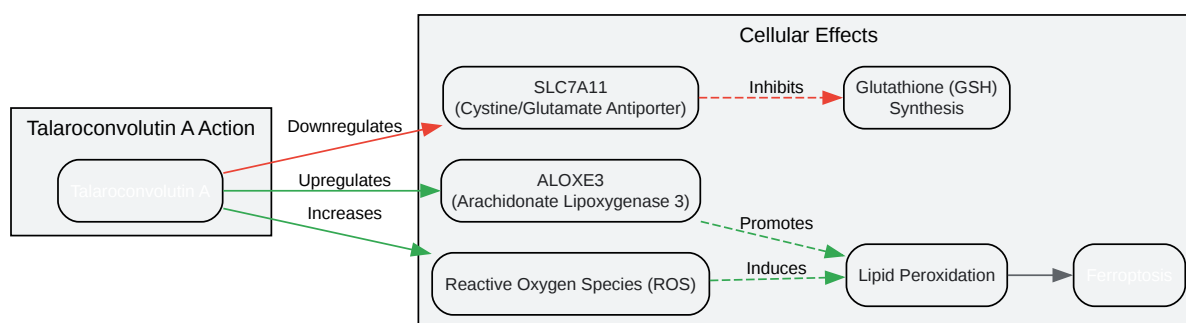 Cellular Effects
SLC7A11
(Cystine/Glutamate Antiporter)
Inhibits
Glutathione (GSH)
Synthesis
Talaroconvolutin A Action
Downregulates
Talaroconvolutin A
Upregulates
ALOXE3
(Arachidonate Lipoxygenase 3)
Increases
Promotes
Reactive Oxygen Species (ROS)
Induces
Lipid Peroxidation
Ferroptosis